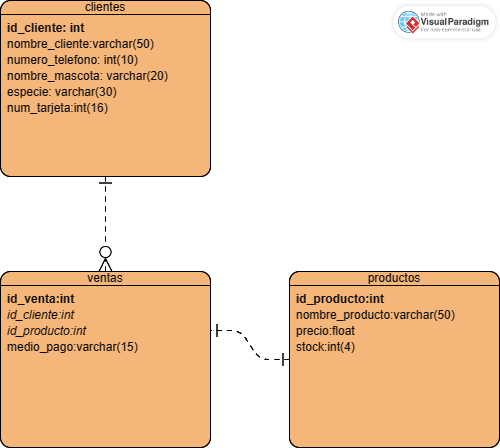 clientes
id_cliente: int
nombre_cliente:varchar(50)
numero_telefono: int(10)
nombre_mascota: varchar(20)
especie: varchar(30)
num_tarjeta:int(16)
Made with
Visual Paradigm
For non-commercial use
ventas
id_venta:int
id_cliente:int
id_producto:int
medio_pago:varchar(15)
productos
id_producto:int
nombre_producto:varchar(50)
precio:float
stock:int(4)